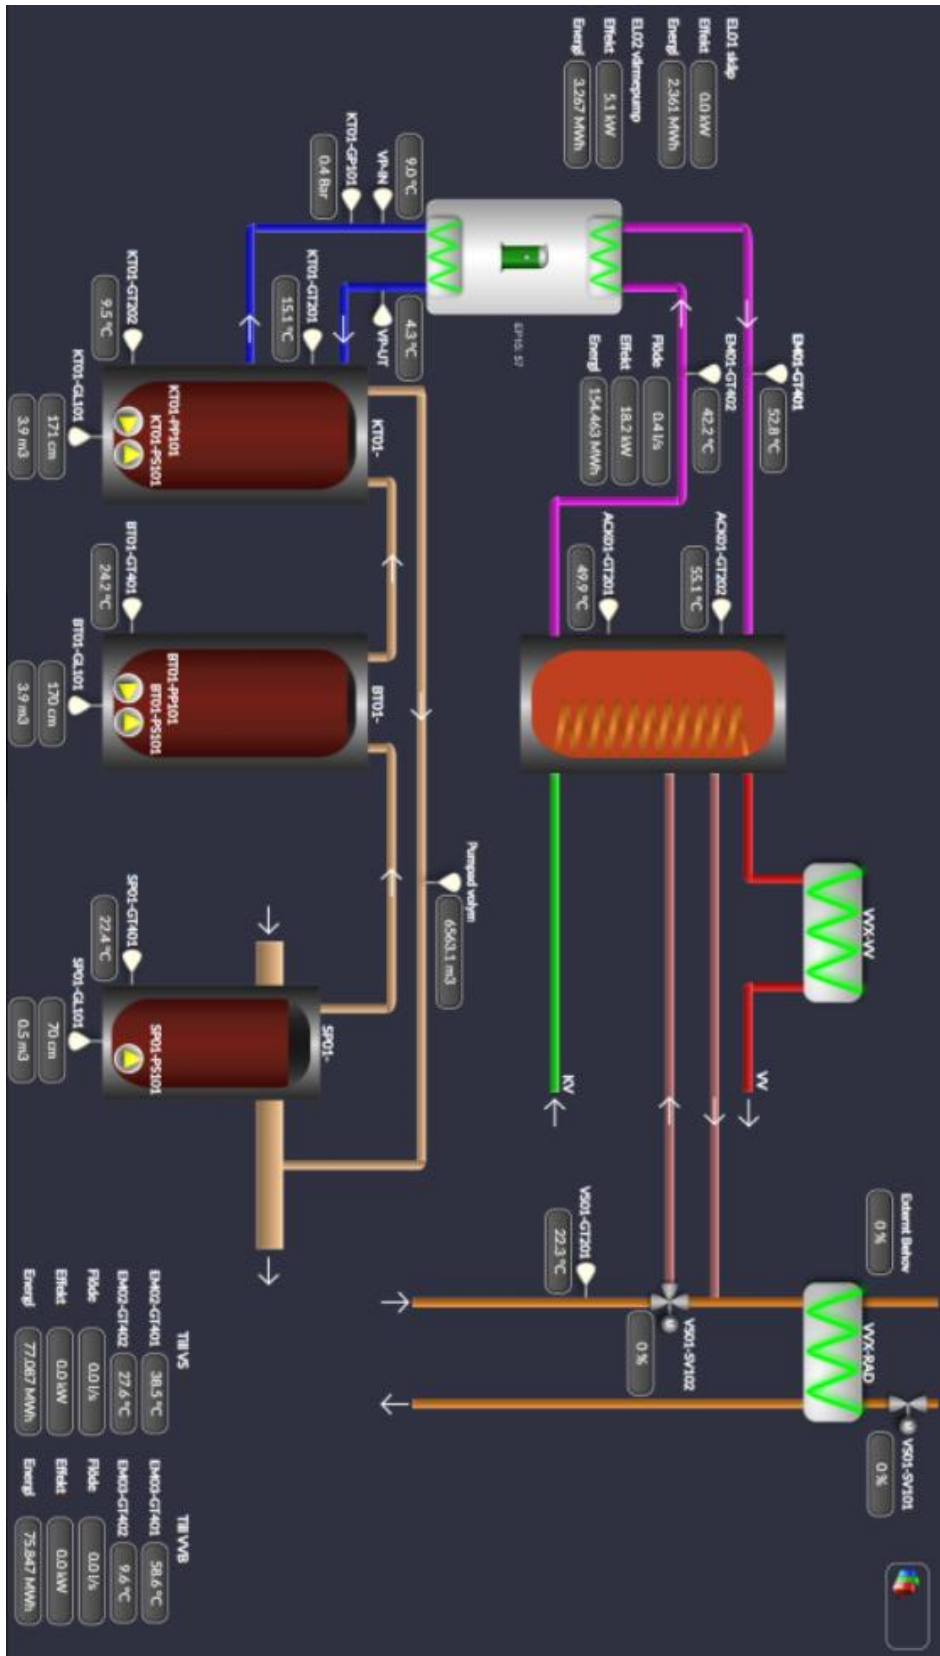 EL01 skåp
Effekt
0.0 kW
Energi
2.361 MWh
EL02 värmepump
Effekt
5.1 kW
Energi
3.267 MWh
EM01-GT401
52.8 °C
EM01-GT402
42.2 °C
Flöde
0.4 l/s
Effekt
18.2 kW
Energi
154.463 MWh
EP10: 57
ACK01-GT202
55.1 °C
ACK01-GT201
49.9 °C
VVX-VV
VV
KV
Externt Behov
0 %
VVX-RAD
VS01-SV101
0 %
VS01-SV102
0 %
VS01-GT201
22.3 °C
9.0 °C
VP-IN
4.3 °C
VP-UT
KT01-GP101
0.4 Bar
KT01-GT201
15.1 °C
KT01-GT202
9.5 °C
KT01-
KT01-PP101
KT01-PS101
KT01-GL101
171 cm
3.9 m3
BT01-
BT01-GT401
24.2 °C
BT01-PP101
BT01-PS101
BT01-GL101
170 cm
3.9 m3
Pumpad volym
6563.1 m3
SP01-
SP01-GT401
22.4 °C
SP01-PS101
SP01-GL101
70 cm
0.5 m3
Till VS
EM02-GT401
38.5 °C
EM02-GT402
27.6 °C
Flöde
0.0 l/s
Effekt
0.0 kW
Energi
77.067 MWh
Till VVB
EM03-GT401
58.6 °C
EM03-GT402
9.6 °C
Flöde
0.0 l/s
Effekt
0.0 kW
Energi
75.847 MWh